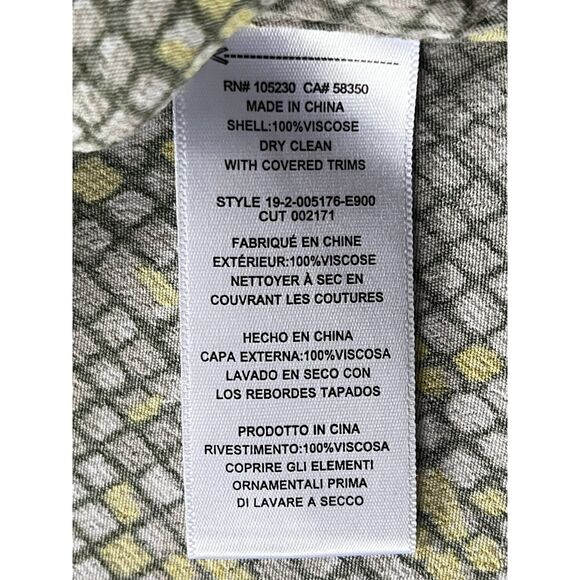 RN# 105230 CA# 58350
MADE IN CHINA
SHELL:100%VISCOSE
DRY CLEAN
WITH COVERED TRIMS
STYLE 19-2-005176-E900
CUT 002171
FABRIQUÉ EN CHINE
EXTÉRIEUR:100%VISCOSE
NETTOYER À SEC EN
COUVRANT LES COUTURES
HECHO EN CHINA
CAPA EXTERNA:100%VISCOSA
LAVADO EN SECO CON
LOS REBORDES TAPADOS
PRODOTTO IN CINA
RIVESTIMENTO:100%VISCOSA
COPRIRE GLI ELEMENTI
ORNAMENTALI PRIMA
DI LAVARE A SECCO